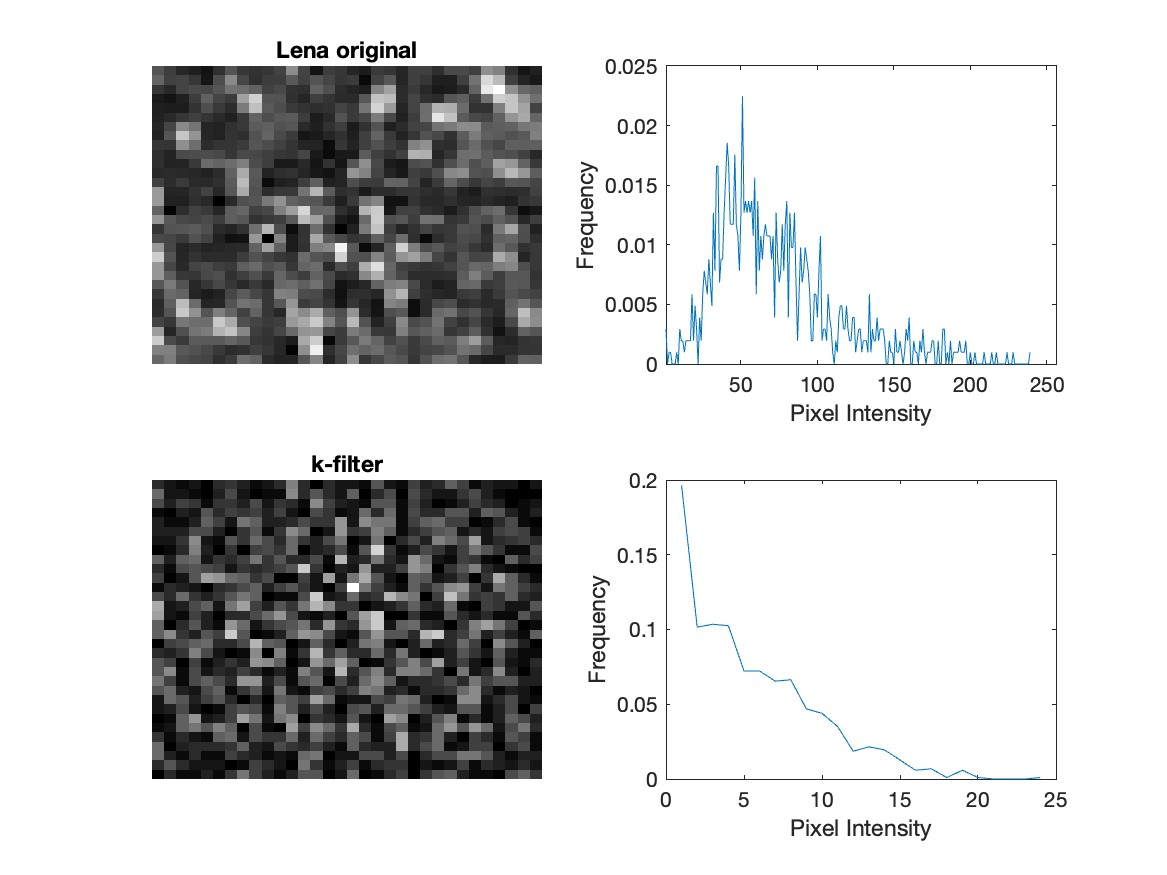 Lena original
0.025
0.02
0.015
0.01
0.005
0
Frequency
50 100 150 200 250
Pixel Intensity
k-filter
0.2
0.15
0.1
0.05
0
Frequency
0 5 10 15 20 25
Pixel Intensity